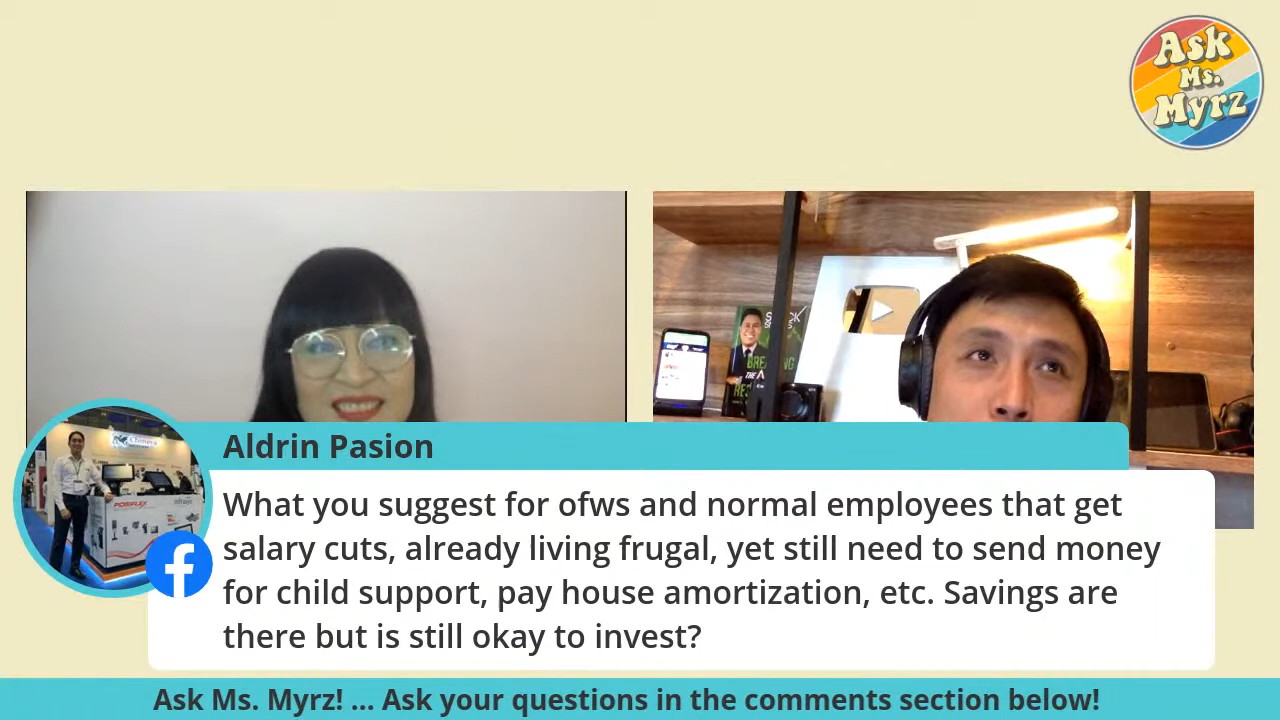 Ask
Ms.
Myrz
Aldrin Pasion
What you suggest for ofws and normal employees that get
salary cuts, already living frugal, yet still need to send money
for child support, pay house amortization, etc. Savings are
there but is still okay to invest?
POSIFLEX
Ask Ms. Myrz! ... Ask your questions in the comments section below!